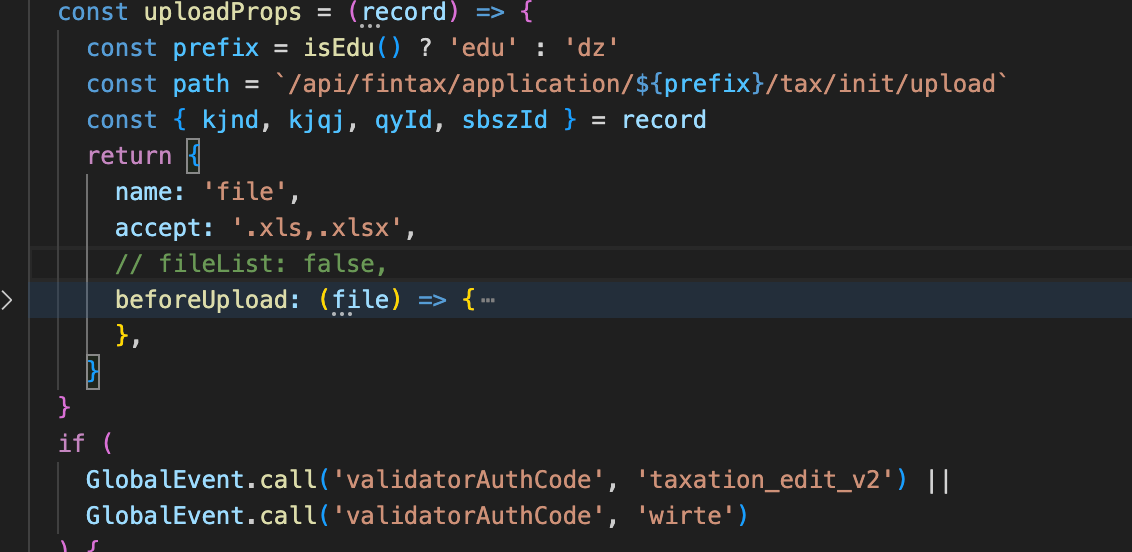 const uploadProps = (record) => {
const prefix = isEdu() ? 'edu' : 'dz'
const path = `/api/fintax/application/${prefix}/tax/init/upload`
const { kjnd, kjqj, qyId, sbszId } = record
return {
name: 'file',
accept: '.xls,.xlsx',
// fileList: false,
beforeUpload: (file) => {⋯
},
}
}
if (
GlobalEvent.call('validatorAuthCode', 'taxation_edit_v2') ||
GlobalEvent.call('validatorAuthCode', 'wirte')
) {